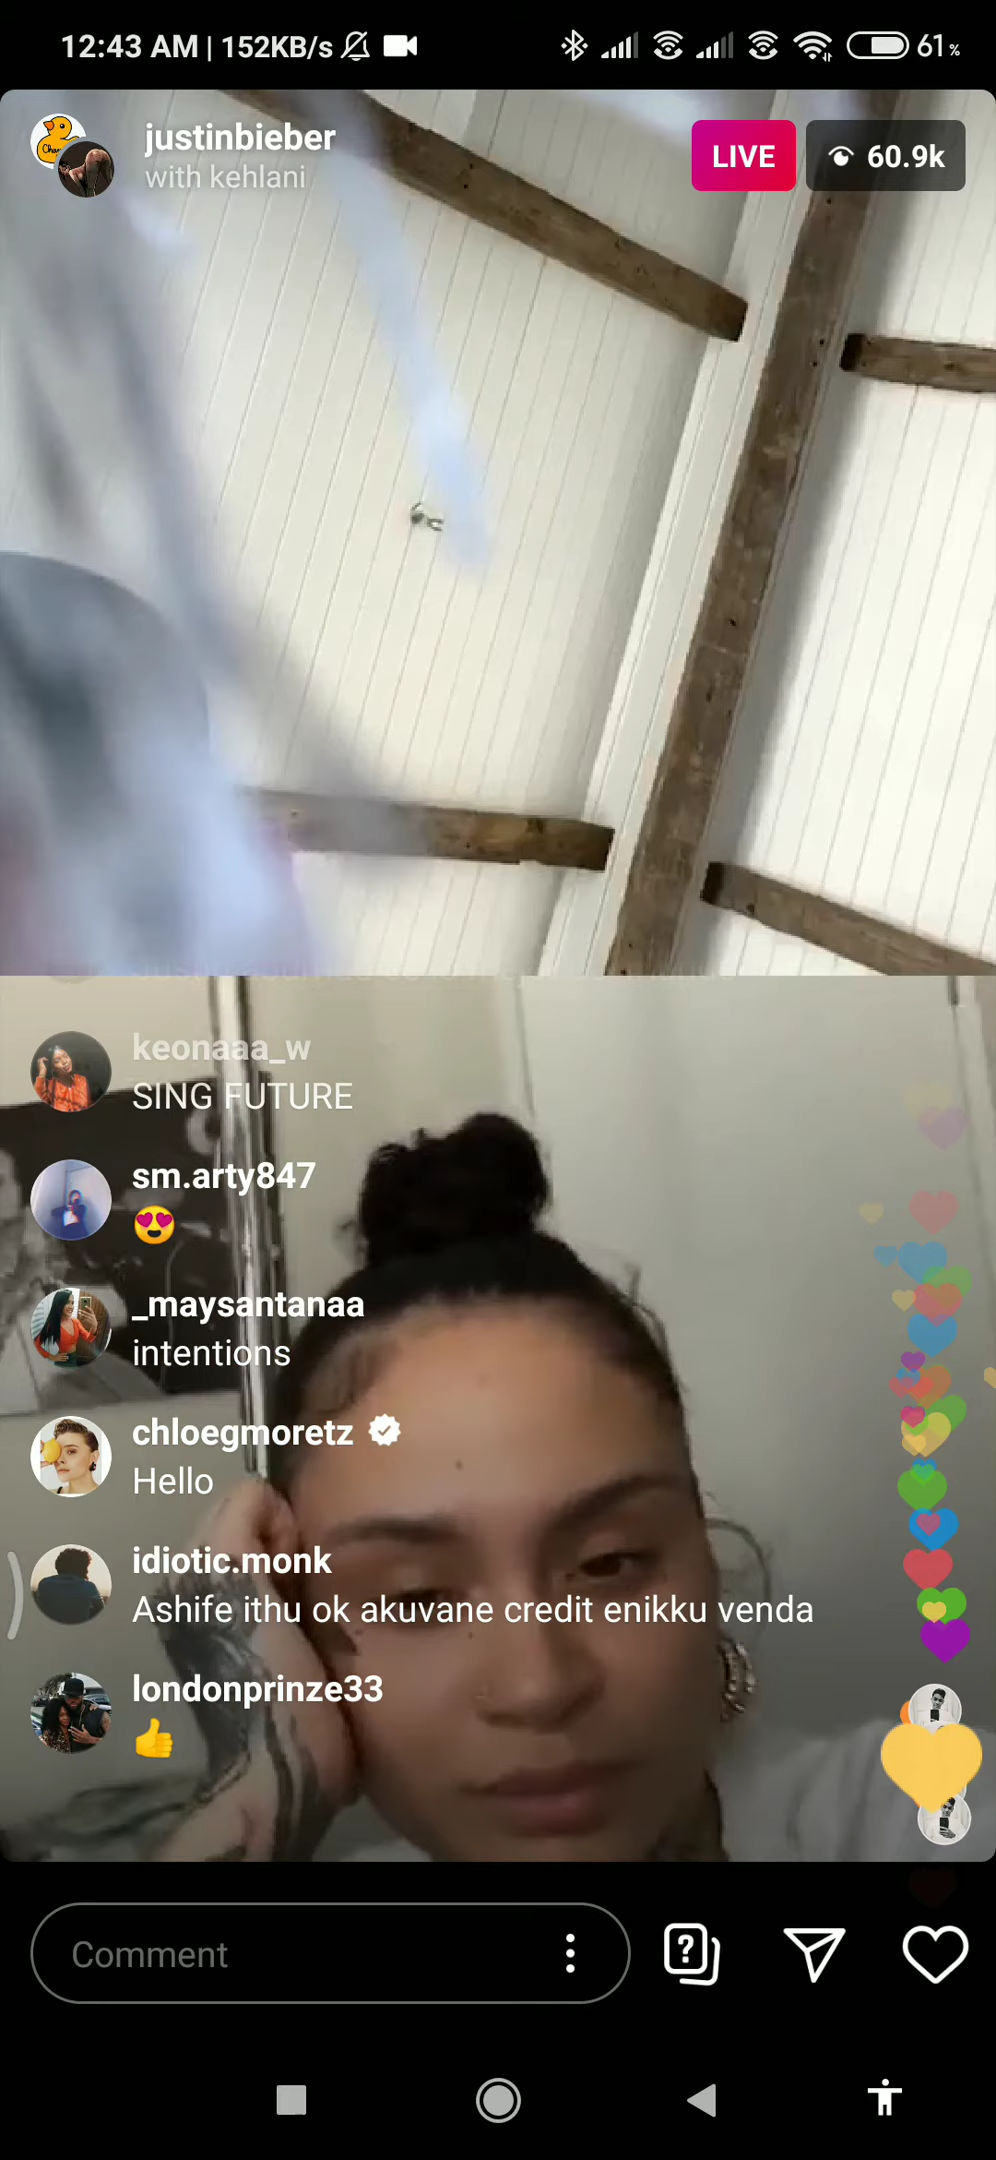 12:43 AM | 152KB/s 61%
justinbieber
with kehlani
LIVE 60.9k
keonaaa_w
SING FUTURE
sm.arty847
😍
_maysantanaa
intentions
chloegmoretz
Hello
idiotic.monk
Ashife ithu ok akuvane credit enikku venda
londonprinze33
👍
Comment